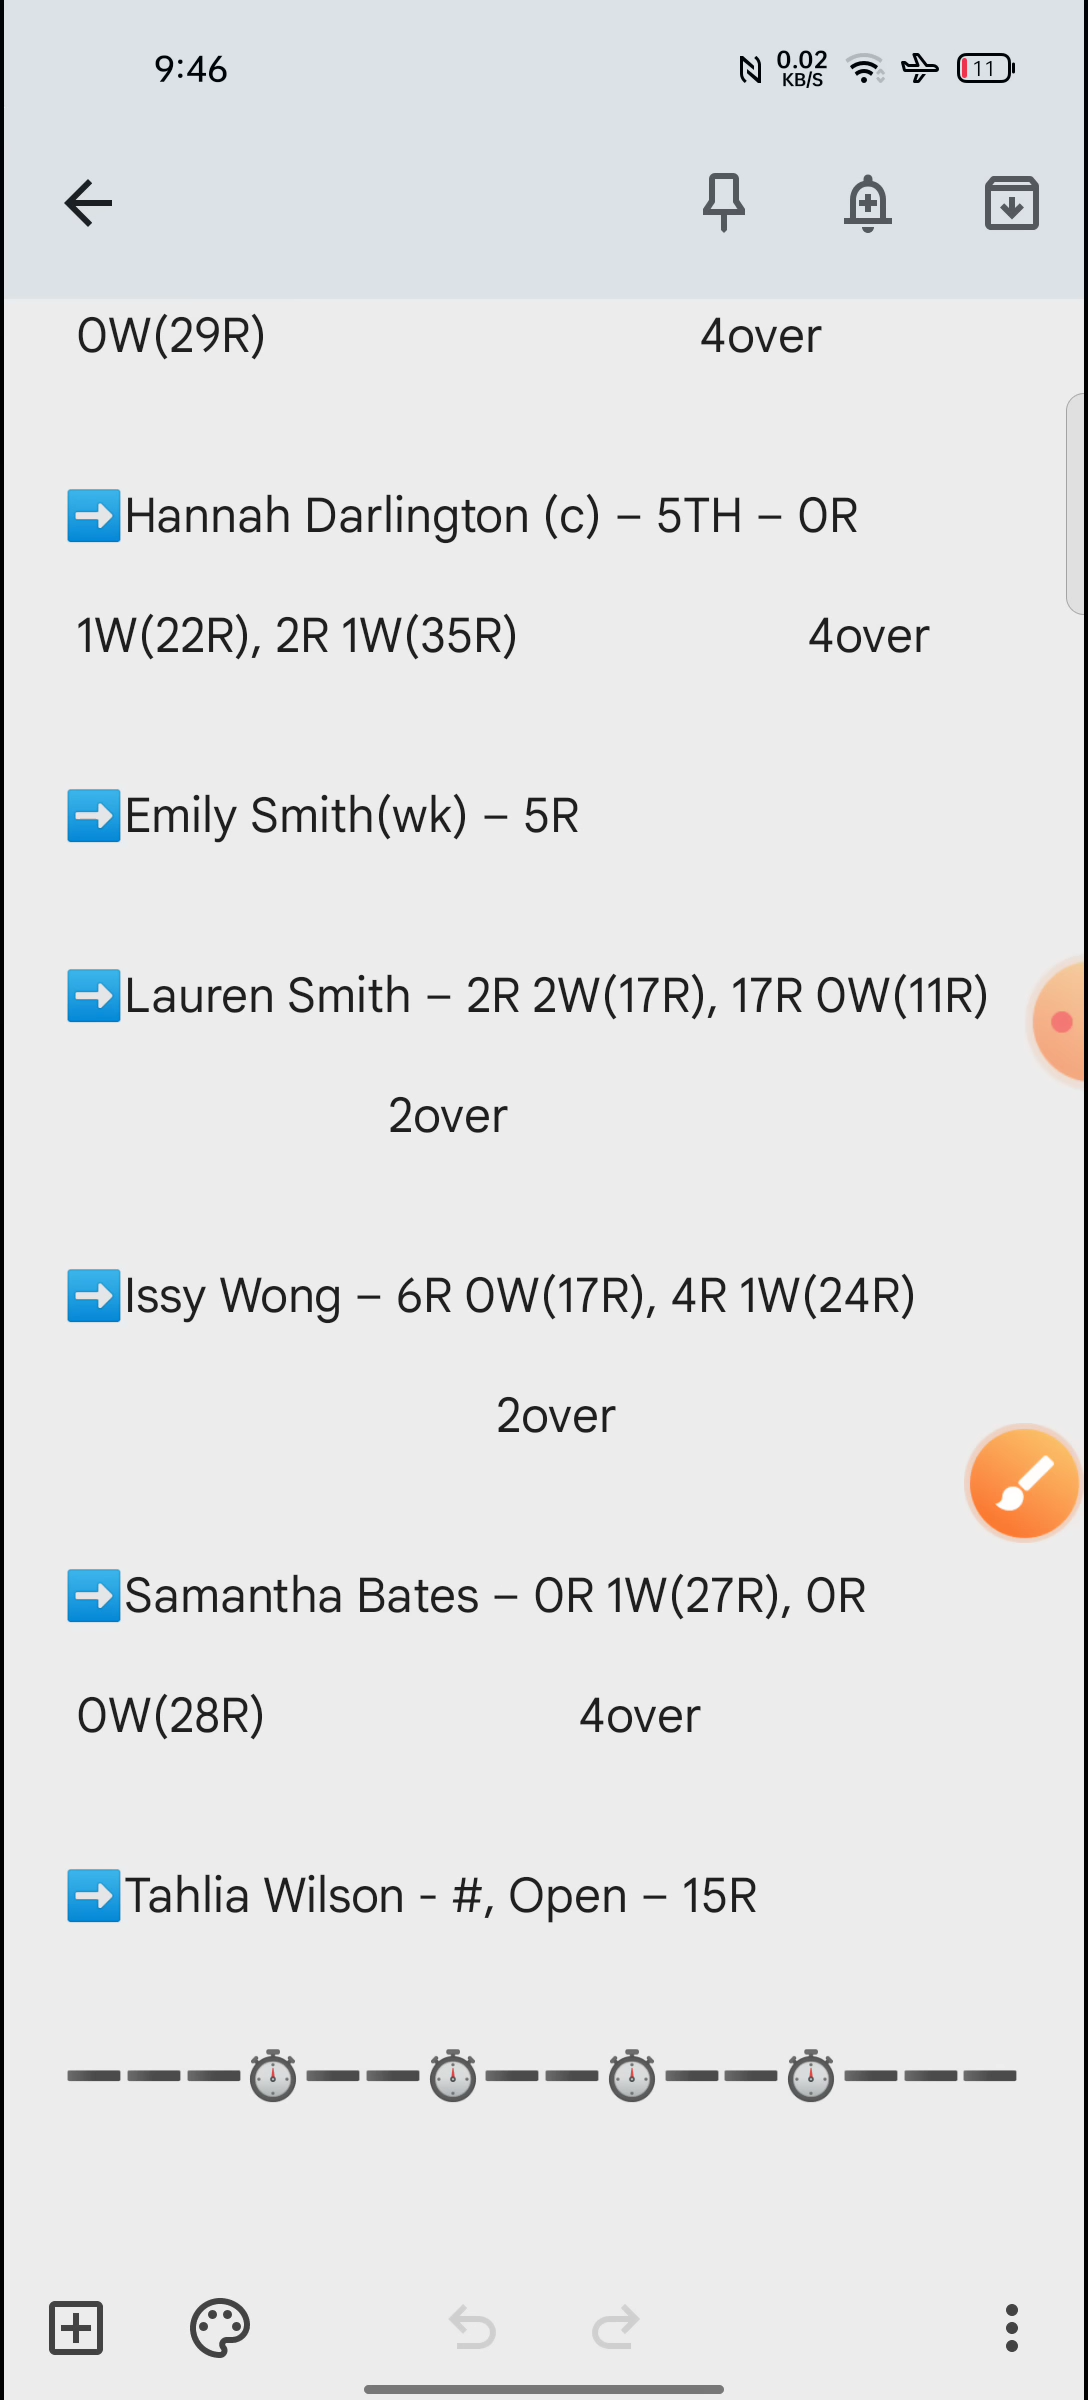 9:46 0.02 KB/S 11
0W(29R) 4over
➡️Hannah Darlington (c) – 5TH – 0R
1W(22R), 2R 1W(35R) 4over
➡️Emily Smith(wk) – 5R
➡️Lauren Smith – 2R 2W(17R), 17R 0W(11R)
2over
➡️Issy Wong – 6R 0W(17R), 4R 1W(24R)
2over
➡️Samantha Bates – 0R 1W(27R), 0R
0W(28R) 4over
➡️Tahlia Wilson - #, Open – 15R